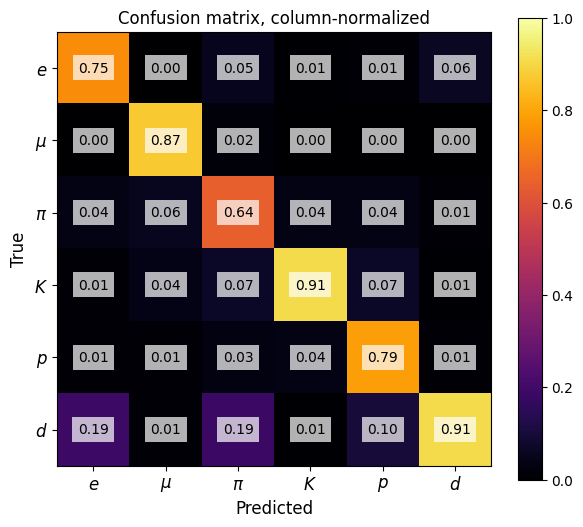 Confusion matrix, column-normalized
True
e 0.75 0.00 0.05 0.01 0.01 0.06
μ 0.00 0.87 0.02 0.00 0.00 0.00
π 0.04 0.06 0.64 0.04 0.04 0.01
K 0.01 0.04 0.07 0.91 0.07 0.01
p 0.01 0.01 0.03 0.04 0.79 0.01
d 0.19 0.01 0.19 0.01 0.10 0.91
e μ π K p d
Predicted
1.0
0.8
0.6
0.4
0.2
0.0